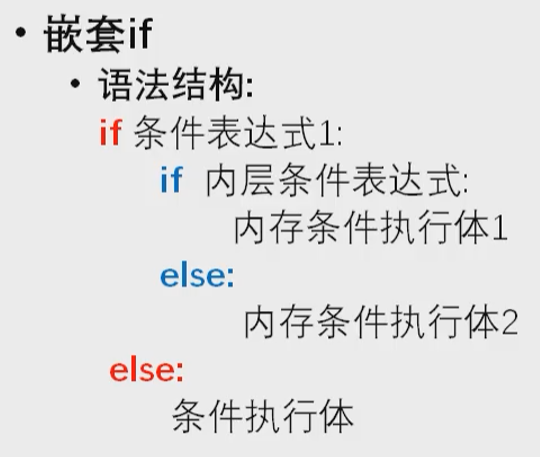 • 嵌套if
• 语法结构:
if 条件表达式1:
if 内层条件表达式:
内存条件执行体1
else:
内存条件执行体2
else:
条件执行体